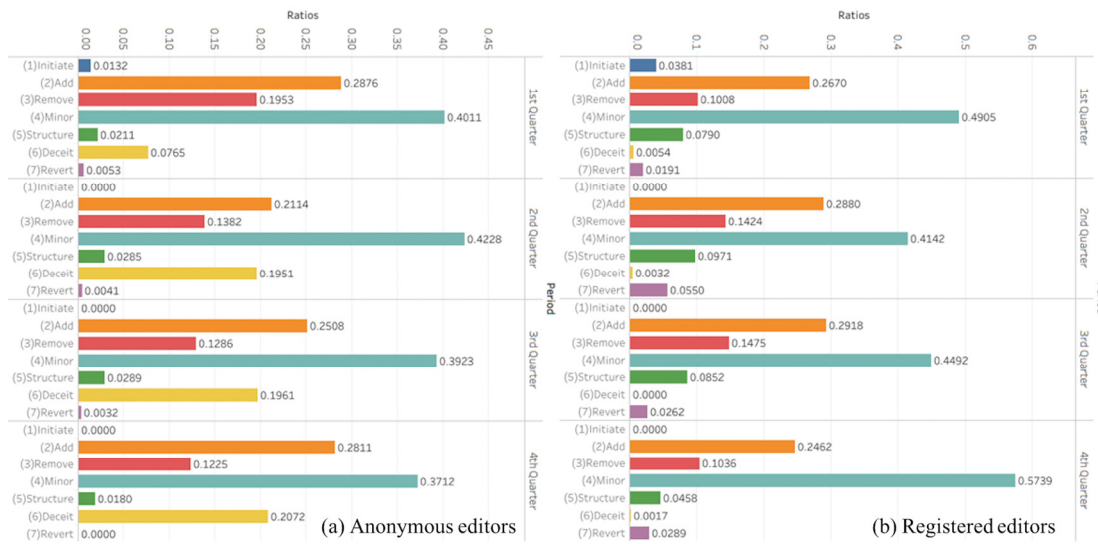 Ratios
0.00 0.05 0.10 0.15 0.20 0.25 0.30 0.35 0.40 0.45
(1)Initiate 0.0132
(2)Add 0.2876
(3)Remove 0.1953
(4)Minor 0.4011
(5)Structure 0.0211
(6)Deceit 0.0765
(7)Revert 0.0053
1st Quarter
(1)Initiate 0.0000
(2)Add 0.2114
(3)Remove 0.1382
(4)Minor 0.4228
(5)Structure 0.0285
(6)Deceit 0.1951
(7)Revert 0.0041
2nd Quarter
(1)Initiate 0.0000
(2)Add 0.2508
(3)Remove 0.1286
(4)Minor 0.3923
(5)Structure 0.0289
(6)Deceit 0.1961
(7)Revert 0.0032
3rd Quarter
(1)Initiate 0.0000
(2)Add 0.2811
(3)Remove 0.1225
(4)Minor 0.3712
(5)Structure 0.0180
(6)Deceit 0.2072
(7)Revert 0.0000
4th Quarter
Period
(a) Anonymous editors
Ratios
0.0 0.1 0.2 0.3 0.4 0.5 0.6
(1)Initiate 0.0381
(2)Add 0.2670
(3)Remove 0.1008
(4)Minor 0.4905
(5)Structure 0.0790
(6)Deceit 0.0054
(7)Revert 0.0191
1st Quarter
(1)Initiate 0.0000
(2)Add 0.2880
(3)Remove 0.1424
(4)Minor 0.4142
(5)Structure 0.0971
(6)Deceit 0.0032
(7)Revert 0.0550
2nd Quarter
(1)Initiate 0.0000
(2)Add 0.2918
(3)Remove 0.1475
(4)Minor 0.4492
(5)Structure 0.0852
(6)Deceit 0.0000
(7)Revert 0.0262
3rd Quarter
(1)Initiate 0.0000
(2)Add 0.2462
(3)Remove 0.1036
(4)Minor 0.5739
(5)Structure 0.0458
(6)Deceit 0.0017
(7)Revert 0.0289
4th Quarter
(b) Registered editors